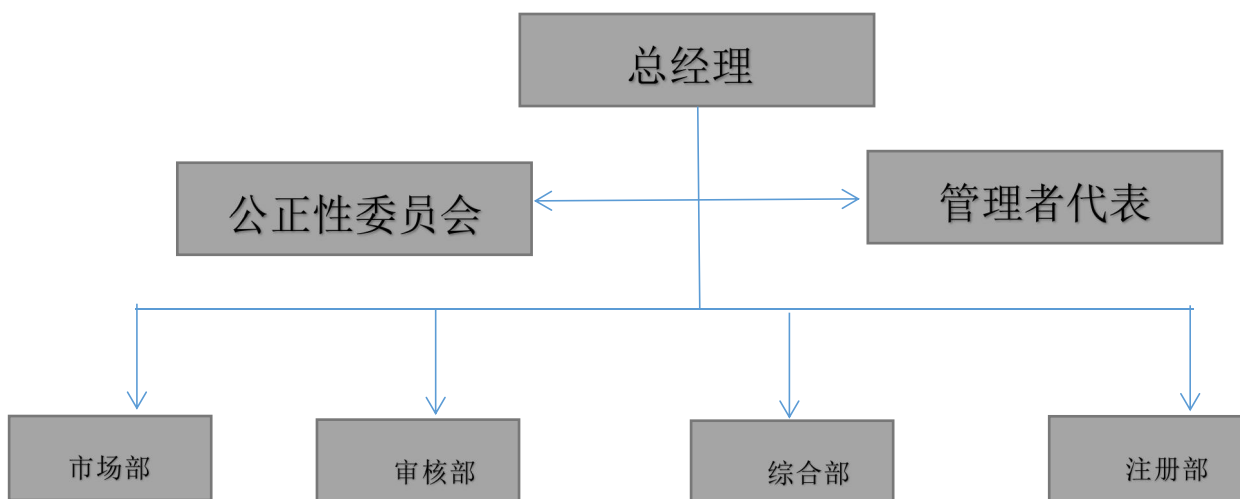 总经理
公正性委员会
管理者代表
市场部
审核部
综合部
注册部